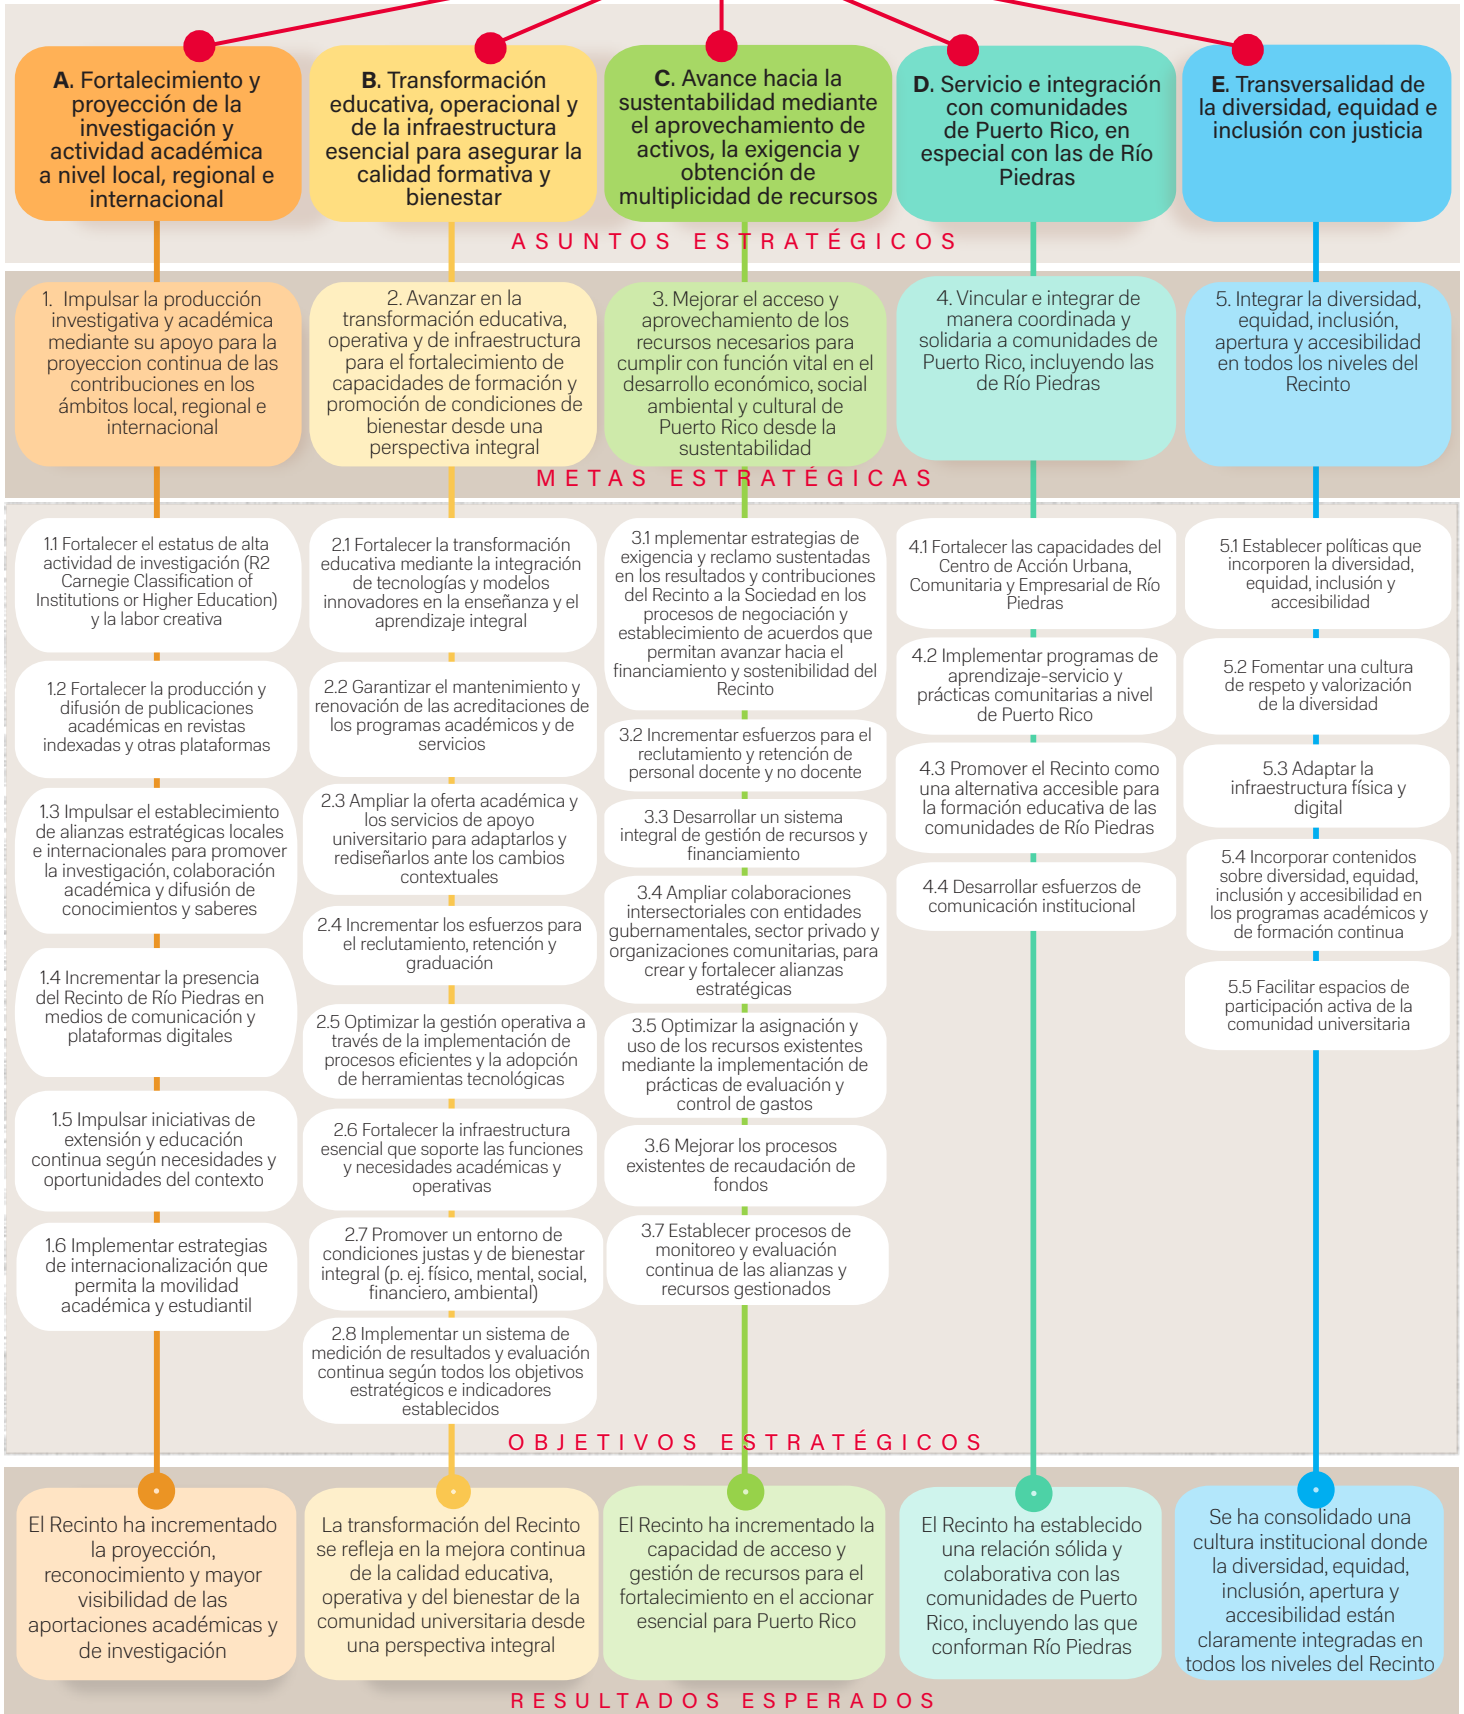 A. Fortalecimiento y
proyección de la
investigación y
actividad académica
a nivel local, regional e
internacional
B. Transformación
educativa, operacional y
de la infraestructura
esencial para asegurar la
calidad formativa y
bienestar
C. Avance hacia la
sustentabilidad mediante
el aprovechamiento de
activos, la exigencia y
obtención de
multiplicidad de recursos
D. Servicio e integración
con comunidades
de Puerto Rico, en
especial con las de Río
Piedras
E. Transversalidad de
la diversidad, equidad e
inclusión con justicia
ASUNTOS ESTRATÉGICOS
1. Impulsar la producción
investigativa y académica
mediante su apoyo para la
proyeccion continua de las
contribuciones en los
ámbitos local, regional e
internacional
2. Avanzar en la
transformación educativa,
operativa y de infraestructura
para el fortalecimiento de
capacidades de formación y
promoción de condiciones de
bienestar desde una
perspectiva integral
3. Mejorar el acceso y
aprovechamiento de los
recursos necesarios para
cumplir con función vital en el
desarrollo económico, social
ambiental y cultural de
Puerto Rico desde la
sustentabilidad
4. Vincular e integrar de
manera coordinada y
solidaria a comunidades de
Puerto Rico, incluyendo las
de Río Piedras
5. Integrar la diversidad,
equidad, inclusión,
apertura y accesibilidad
en todos los niveles del
Recinto
METAS ESTRATÉGICAS
1.1 Fortalecer el estatus de alta
actividad de investigación (R2
Carnegie Classification of
Institutions or Higher Education)
y la labor creativa
1.2 Fortalecer la producción y
difusión de publicaciones
académicas en revistas
indexadas y otras plataformas
1.3 Impulsar el establecimiento
de alianzas estratégicas locales
e internacionales para promover
la investigación, colaboración
académica y difusión de
conocimientos y saberes
1.4 Incrementar la presencia
del Recinto de Río Piedras en
medios de comunicación y
plataformas digitales
1.5 Impulsar iniciativas de
extensión y educación
continua según necesidades y
oportunidades del contexto
1.6 Implementar estrategias
de internacionalización que
permita la movilidad
académica y estudiantil
2.1 Fortalecer la transformación
educativa mediante la integración
de tecnologías y modelos
innovadores en la enseñanza y el
aprendizaje integral
2.2 Garantizar el mantenimiento y
renovación de las acreditaciones de
los programas académicos y de
servicios
2.3 Ampliar la oferta académica y
los servicios de apoyo
universitario para adaptarlos y
rediseñarlos ante los cambios
contextuales
2.4 Incrementar los esfuerzos para
el reclutamiento, retención y
graduación
2.5 Optimizar la gestión operativa a
través de la implementación de
procesos eficientes y la adopción
de herramientas tecnológicas
2.6 Fortalecer la infraestructura
esencial que soporte las funciones
y necesidades académicas y
operativas
2.7 Promover un entorno de
condiciones justas y de bienestar
integral (p. ej. físico, mental, social,
financiero, ambiental)
2.8 Implementar un sistema de
medición de resultados y evaluación
continua según todos los objetivos
estratégicos e indicadores
establecidos
3.1 mplementar estrategias de
exigencia y reclamo sustentadas
en los resultados y contribuciones
del Recinto a la Sociedad en los
procesos de negociación y
establecimiento de acuerdos que
permitan avanzar hacia el
financiamiento y sostenibilidad del
Recinto
3.2 Incrementar esfuerzos para el
reclutamiento y retención de
personal docente y no docente
3.3 Desarrollar un sistema
integral de gestión de recursos y
financiamiento
3.4 Ampliar colaboraciones
intersectoriales con entidades
gubernamentales, sector privado y
organizaciones comunitarias, para
crear y fortalecer alianzas
estratégicas
3.5 Optimizar la asignación y
uso de los recursos existentes
mediante la implementación de
prácticas de evaluación y
control de gastos
3.6 Mejorar los procesos
existentes de recaudación de
fondos
3.7 Establecer procesos de
monitoreo y evaluación
continua de las alianzas y
recursos gestionados
4.1 Fortalecer las capacidades del
Centro de Acción Urbana,
Comunitaria y Empresarial de Río
Piedras
4.2 Implementar programas de
aprendizaje-servicio y
prácticas comunitarias a nivel
de Puerto Rico
4.3 Promover el Recinto como
una alternativa accesible para
la formación educativa de las
comunidades de Río Piedras
4.4 Desarrollar esfuerzos de
comunicación institucional
5.1 Establecer políticas que
incorporen la diversidad,
equidad, inclusión y
accesibilidad
5.2 Fomentar una cultura
de respeto y valorización
de la diversidad
5.3 Adaptar la
infraestructura física y
digital
5.4 Incorporar contenidos
sobre diversidad, equidad,
inclusión y accesibilidad en
los programas académicos y
de formación continua
5.5 Facilitar espacios de
participación activa de la
comunidad universitaria
OBJETIVOS ESTRATÉGICOS
El Recinto ha incrementado
la proyección,
reconocimiento y mayor
visibilidad de las
aportaciones académicas y
de investigación
La transformación del Recinto
se refleja en la mejora continua
de la calidad educativa,
operativa y del bienestar de la
comunidad universitaria desde
una perspectiva integral
El Recinto ha incrementado la
capacidad de acceso y
gestión de recursos para el
fortalecimiento en el accionar
esencial para Puerto Rico
El Recinto ha establecido
una relación sólida y
colaborativa con las
comunidades de Puerto
Rico, incluyendo las que
conforman Río Piedras
Se ha consolidado una
cultura institucional donde
la diversidad, equidad,
inclusión, apertura y
accesibilidad están
claramente integradas en
todos los niveles del Recinto
RESULTADOS ESPERADOS